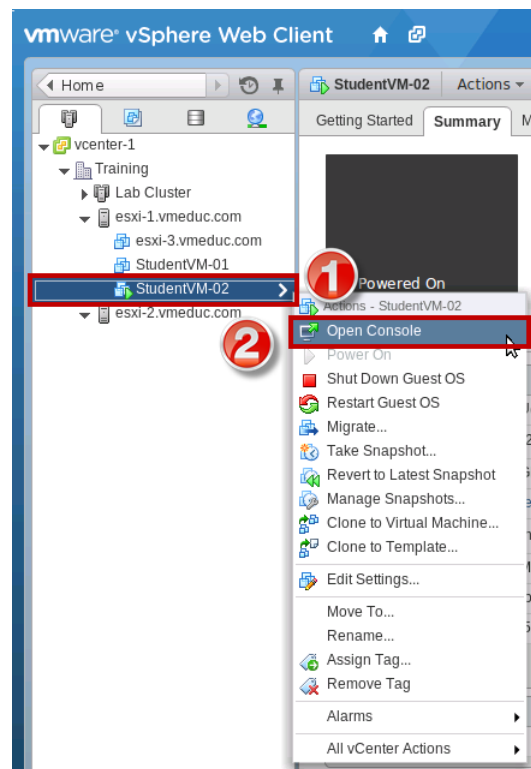 vmware® vSphere Web Client
Home
StudentVM-02 Actions
Getting Started Summary M
vcenter-1
Training
Lab Cluster
esxi-1.vmeduc.com
esxi-3.vmeduc.com
StudentVM-01
StudentVM-02
esxi-2.vmeduc.com
1
2
Powered On
Actions - StudentVM-02
Open Console
Power On
Shut Down Guest OS
Restart Guest OS
Migrate...
Take Snapshot...
Revert to Latest Snapshot
Manage Snapshots...
Clone to Virtual Machine...
Clone to Template...
Edit Settings...
Move To...
Rename...
Assign Tag...
Remove Tag
Alarms
All vCenter Actions